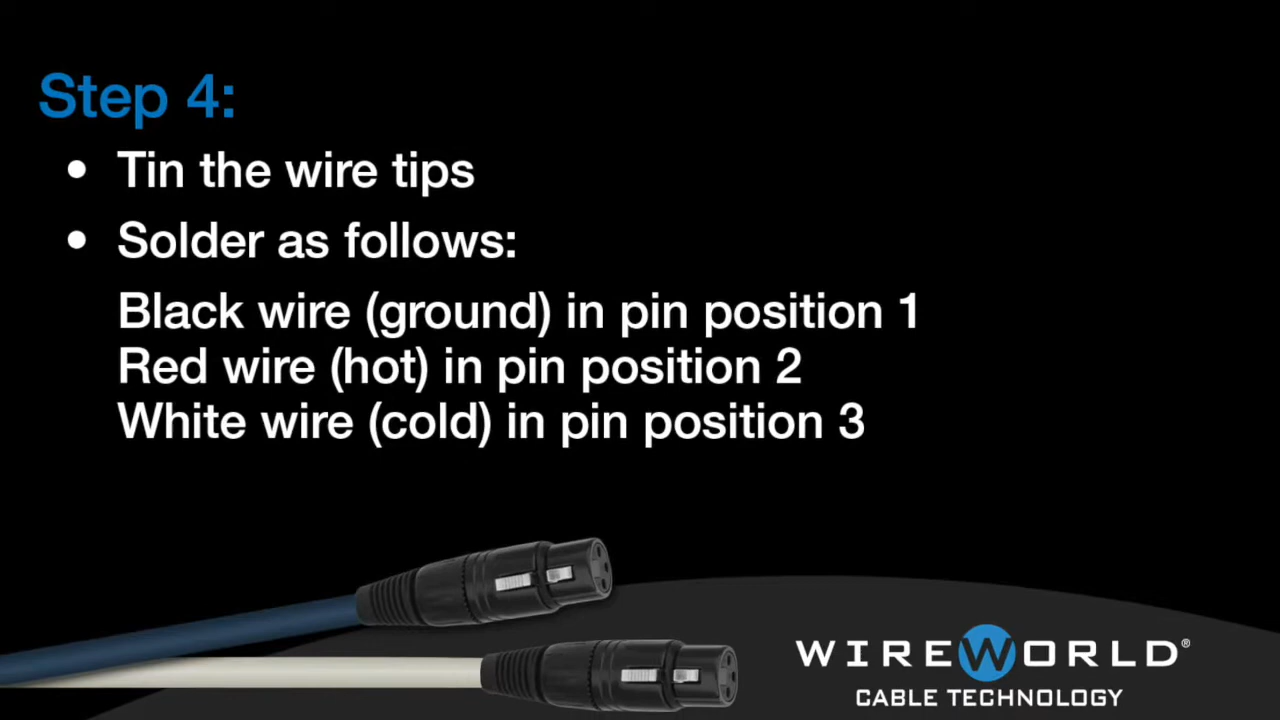 Step 4:
• Tin the wire tips
• Solder as follows:
Black wire (ground) in pin position 1
Red wire (hot) in pin position 2
White wire (cold) in pin position 3
WIREWORLD®
CABLE TECHNOLOGY